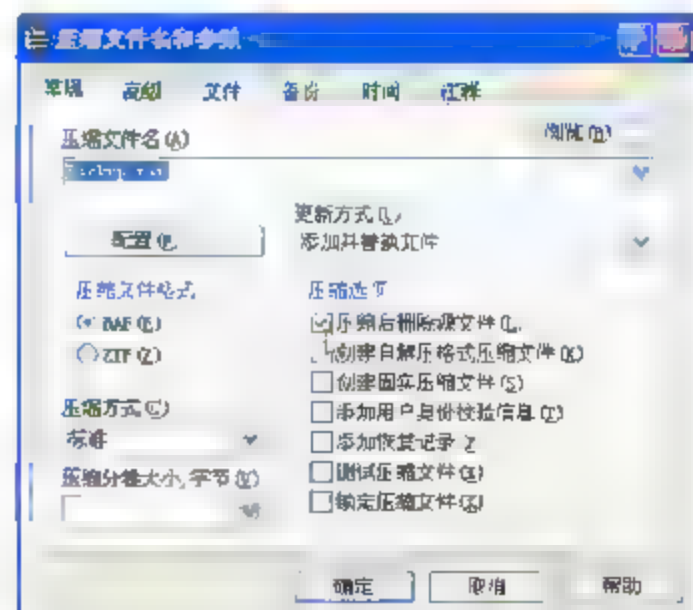 压缩文件名和参数
常规 高级 文件 备份 时间 注释
压缩文件名(A) 浏览(B)
更新方式(U)
配置(F) 添加并替换文件
压缩文件格式 压缩选项
RAR(R) 压缩后删除源文件(L)
ZIP(Z) 创建自解压格式压缩文件(X)
创建固实压缩文件(S)
压缩方式(C) 添加用户身份校验信息(D)
标准 添加恢复记录
压缩分卷大小,字节(V) 测试压缩文件(T)
锁定压缩文件(K)
确定 取消 帮助